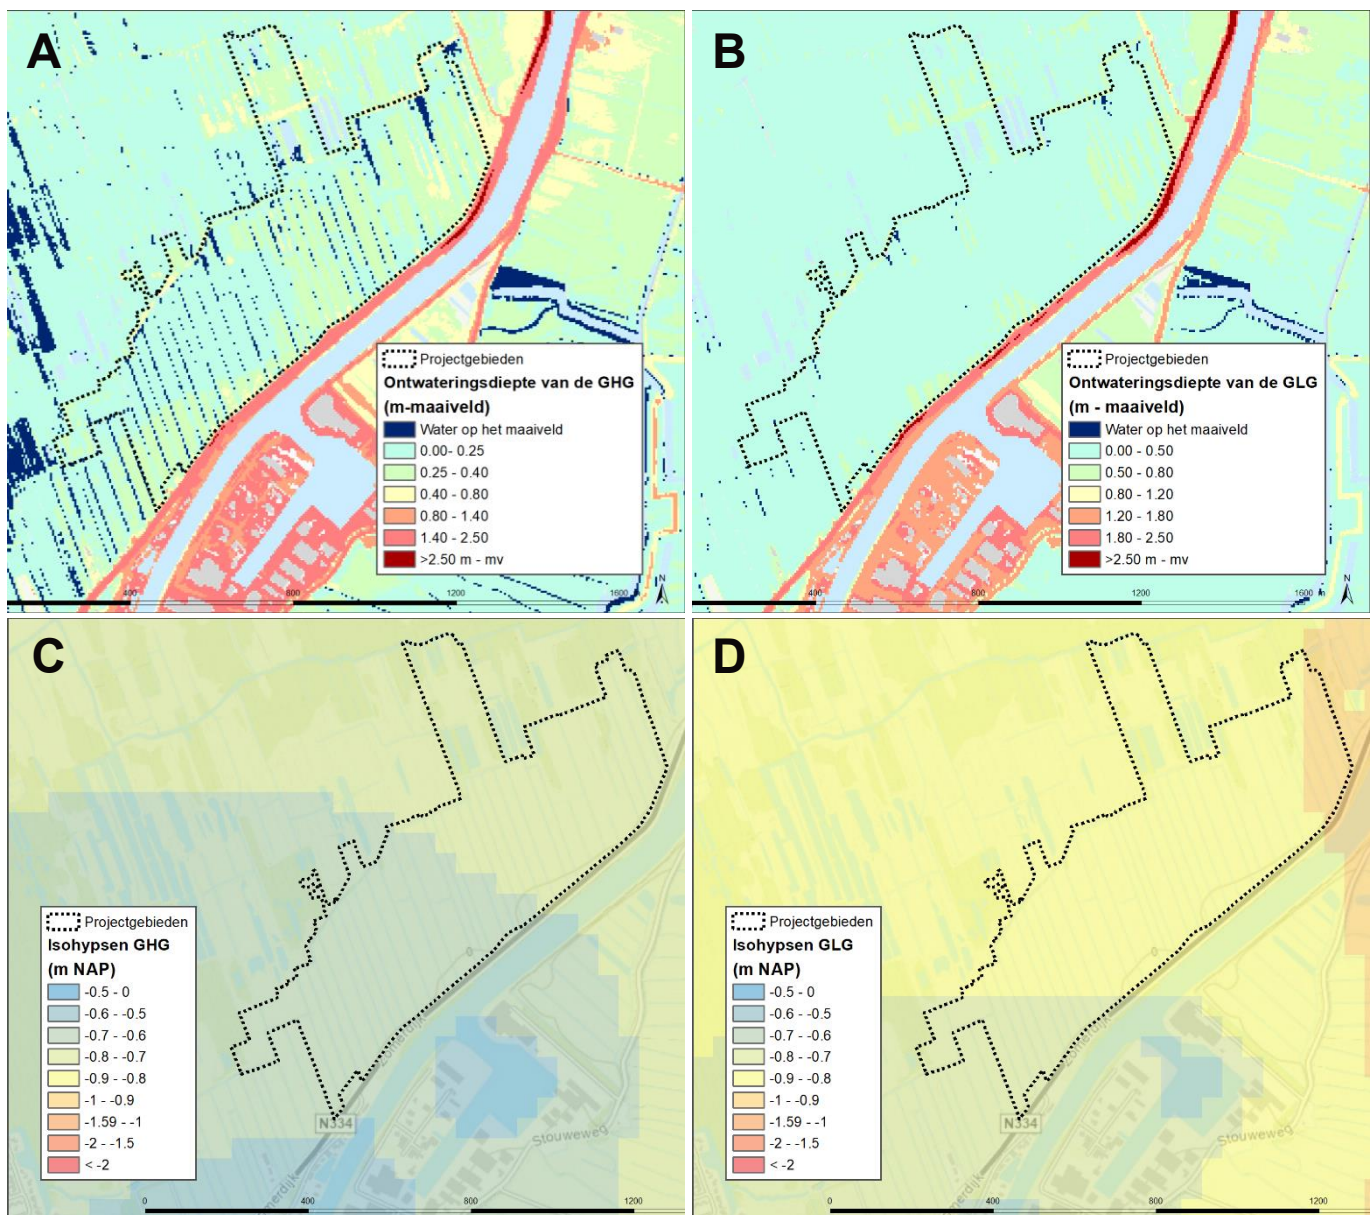 A
Projectgebieden
Ontwateringsdiepte van de GHG
(m-maaiveld)
Water op het maaiveld
0.00- 0.25
0.25 - 0.40
0.40 - 0.80
0.80 - 1.40
1.40 - 2.50
>2.50 m - mv
400
800
1200
1600
N
B
Projectgebieden
Ontwateringsdiepte van de GLG
(m - maaiveld)
Water op het maaiveld
0.00 - 0.50
0.50 - 0.80
0.80 - 1.20
1.20 - 1.80
1.80 - 2.50
>2.50 m - mv
400
800
1200
1600
N
C
Projectgebieden
Isohypsen GHG
(m NAP)
-0.5 - 0
-0.6 - -0.5
-0.7 - -0.6
-0.8 - -0.7
-0.9 - -0.8
-1 - -0.9
-1.59 - -1
-2 - -1.5
< -2
N334
Stouweweg
0
400
800
1200
D
Projectgebieden
Isohypsen GLG
(m NAP)
-0.5 - 0
-0.6 - -0.5
-0.7 - -0.6
-0.8 - -0.7
-0.9 - -0.8
-1 - -0.9
-1.59 - -1
-2 - -1.5
< -2
N334
Stouweweg
0
400
800
1200